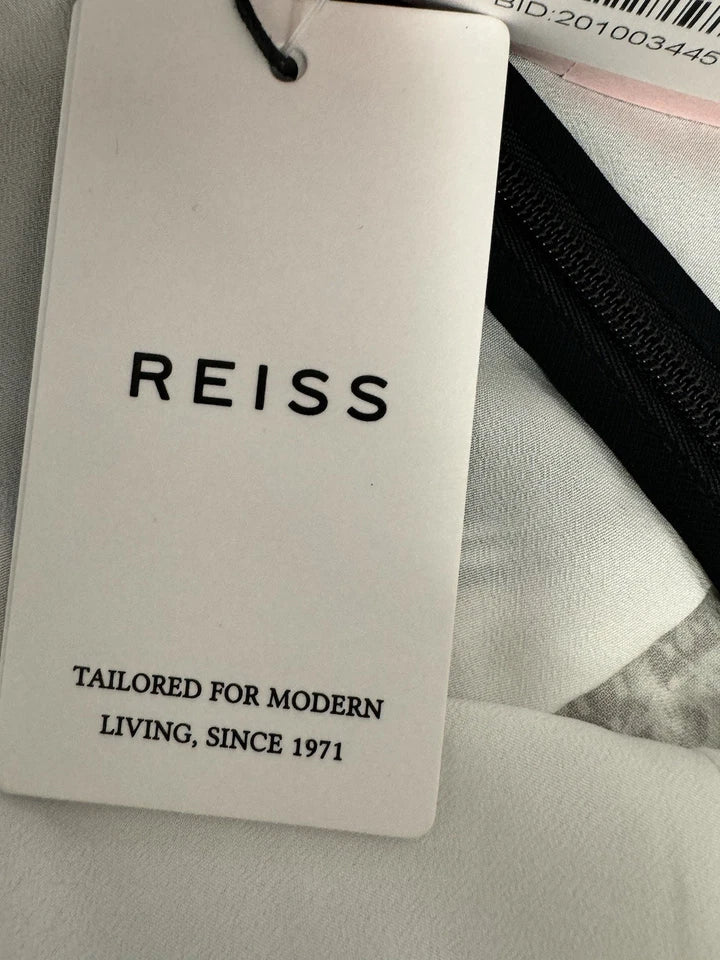 BID:201003445
REISS
TAILORED FOR MODERN
LIVING, SINCE 1971